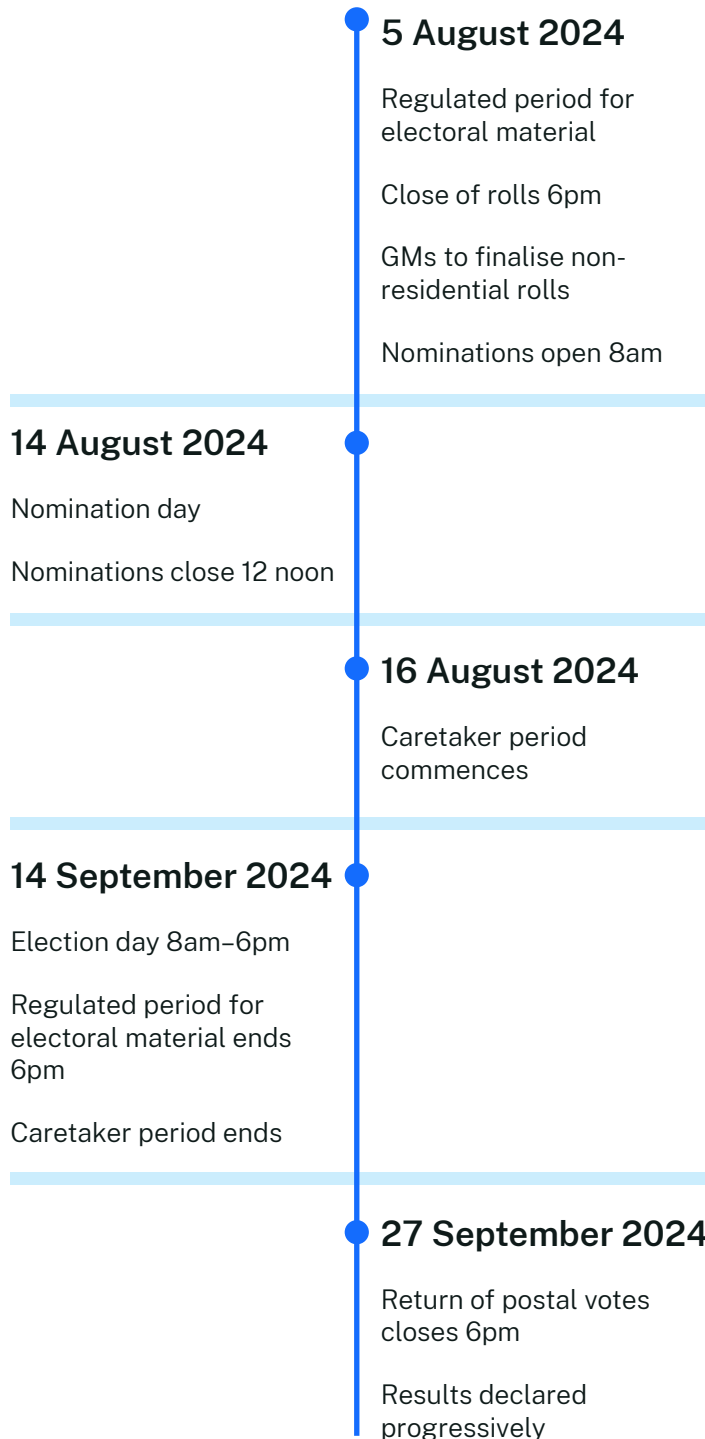 5 August 2024
Regulated period for
electoral material
Close of rolls 6pm
GMs to finalise non-
residential rolls
Nominations open 8am
14 August 2024
Nomination day
Nominations close 12 noon
16 August 2024
Caretaker period
commences
14 September 2024
Election day 8am–6pm
Regulated period for
electoral material ends
6pm
Caretaker period ends
27 September 2024
Return of postal votes
closes 6pm
Results declared
progressively